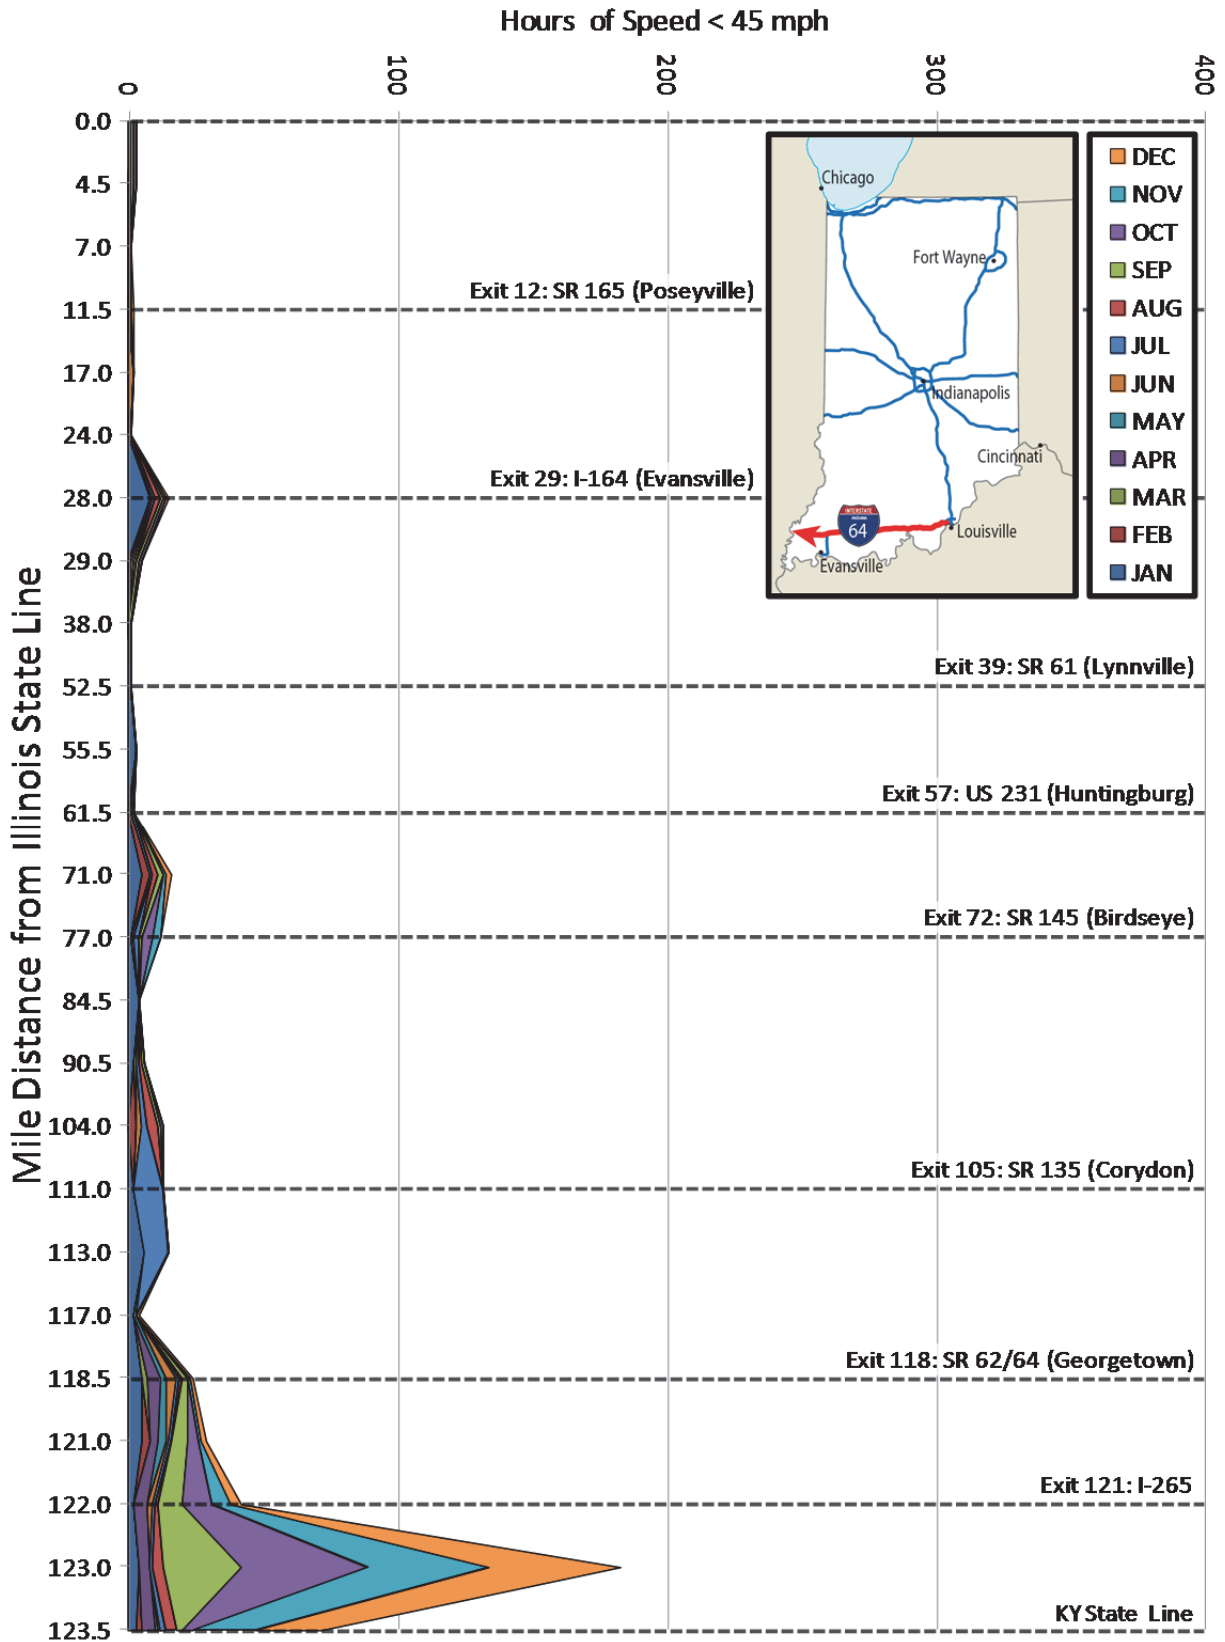 Hours of Speed < 45 mph
0
100
200
300
400
Mile Distance from Illinois State Line
0.0
4.5
7.0
11.5
17.0
24.0
28.0
29.0
38.0
52.5
55.5
61.5
71.0
77.0
84.5
90.5
104.0
111.0
113.0
117.0
118.5
121.0
122.0
123.0
123.5
Exit 12: SR 165 (Poseyville)
Exit 29: I-164 (Evansville)
Exit 39: SR 61 (Lynnville)
Exit 57: US 231 (Huntingburg)
Exit 72: SR 145 (Birdseye)
Exit 105: SR 135 (Corydon)
Exit 118: SR 62/64 (Georgetown)
Exit 121: I-265
KY State Line
Chicago
Fort Wayne
Indianapolis
Cincinnati
INTERSTATE
INDIANA
64
Louisville
Evansville
DEC
NOV
OCT
SEP
AUG
JUL
JUN
MAY
APR
MAR
FEB
JAN